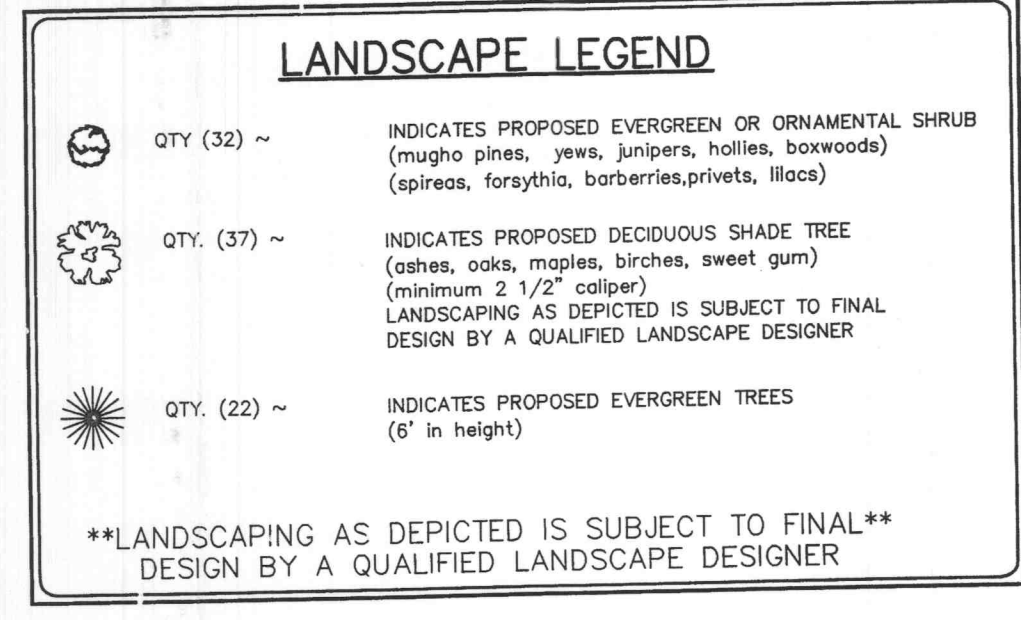 LANDSCAPE LEGEND
QTY (32) ~ INDICATES PROPOSED EVERGREEN OR ORNAMENTAL SHRUB
(mugho pines, yews, junipers, hollies, boxwoods)
(spireas, forsythia, barberries,privets, lilacs)
QTY. (37) ~ INDICATES PROPOSED DECIDUOUS SHADE TREE
(ashes, oaks, maples, birches, sweet gum)
(minimum 2 1/2" caliper)
LANDSCAPING AS DEPICTED IS SUBJECT TO FINAL
DESIGN BY A QUALIFIED LANDSCAPE DESIGNER
QTY. (22) ~ INDICATES PROPOSED EVERGREEN TREES
(6' in height)
**LANDSCAPING AS DEPICTED IS SUBJECT TO FINAL**
DESIGN BY A QUALIFIED LANDSCAPE DESIGNER